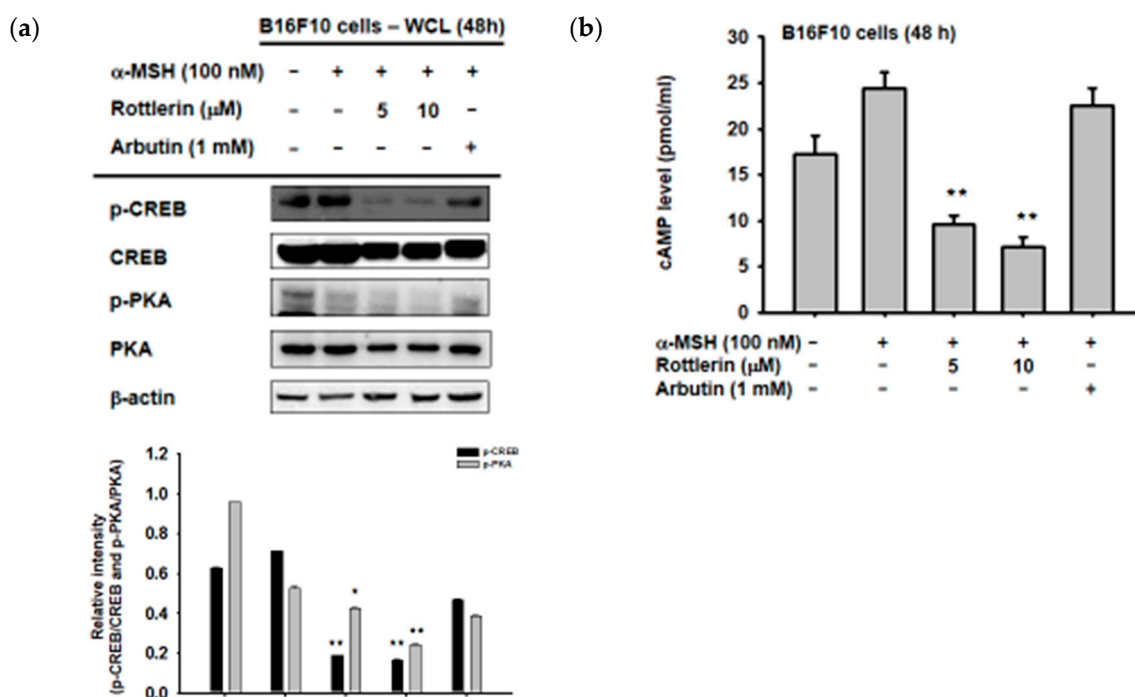 (a)
B16F10 cells – WCL (48h)
α-MSH (100 nM) – + + + +
Rottlerin (μM) – – 5 10 –
Arbutin (1 mM) – – – – +
p-CREB
CREB
p-PKA
PKA
β-actin
Relative intensity
(p-CREB/CREB and p-PKA/PKA)
1.2
1.0
0.8
0.6
0.4
0.2
0.0
p-CREB
p-PKA
**
*
**
**
(b)
B16F10 cells (48 h)
cAMP level (pmol/ml)
30
25
20
15
10
5
0
**
**
α-MSH (100 nM) – + + + +
Rottlerin (μM) – – 5 10 –
Arbutin (1 mM) – – – – +